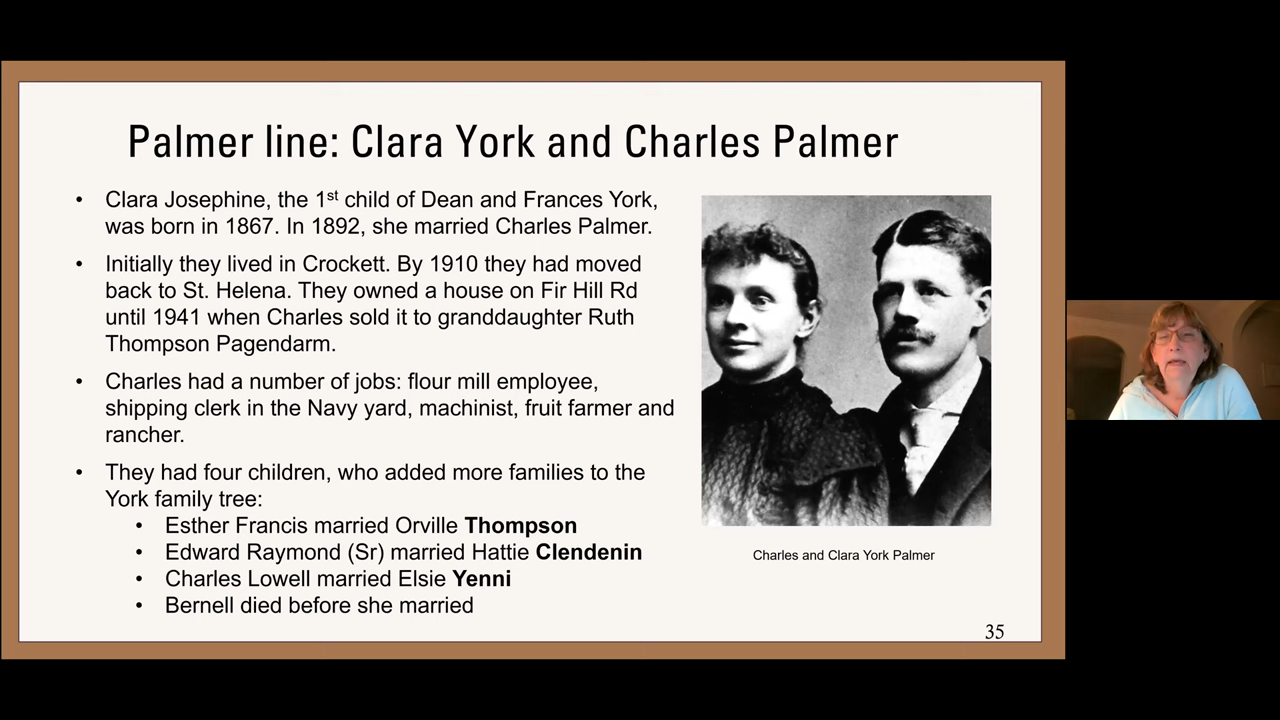 Palmer line: Clara York and Charles Palmer
• Clara Josephine, the 1st child of Dean and Frances York,
was born in 1867. In 1892, she married Charles Palmer.
• Initially they lived in Crockett. By 1910 they had moved
back to St. Helena. They owned a house on Fir Hill Rd
until 1941 when Charles sold it to granddaughter Ruth
Thompson Pagendarm.
• Charles had a number of jobs: flour mill employee,
shipping clerk in the Navy yard, machinist, fruit farmer and
rancher.
• They had four children, who added more families to the
York family tree:
• Esther Francis married Orville Thompson
• Edward Raymond (Sr) married Hattie Clendenin
• Charles Lowell married Elsie Yenni
• Bernell died before she married
Charles and Clara York Palmer
35